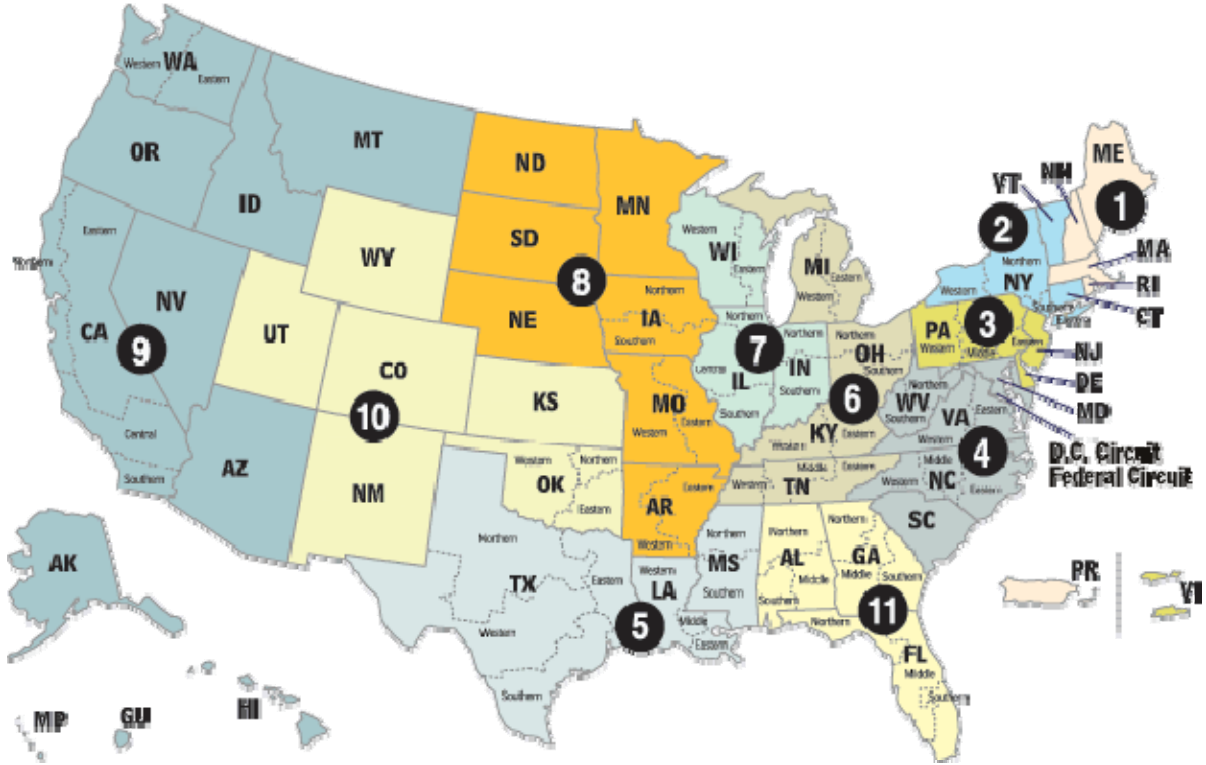 WA
Western
Eastern
OR
MT
ID
ND
MN
SD
WY
NE
8
Northern
IA
Southern
Eastern
Northern
NV
CA
9
UT
CO
10
KS
Central
Southern
AZ
NM
Western
Northern
OK
Eastern
MO
Western
Eastern
AR
Eastern
Western
Western
WI
Eastern
MI
Eastern
Western
Northern
7
Central
IL
Southern
Northern
IN
Southern
OH
Southern
6
KY
Eastern
Western
Middle
Eastern
TN
ME
NH
VT
1
2
Northern
NY
Western
Southern
Eastern
MA
RI
CT
PA
Western
3
Middle
Eastern
NJ
DE
MD
D.C. Circuit
Federal Circuit
Northern
WV
Southern
VA
Eastern
Western
4
Middle
Western
NC
Eastern
SC
Northern
TX
Eastern
Western
Southern
Western
LA
5
Middle
Eastern
Northern
MS
Southern
Northern
AL
Middle
Southern
Northern
GA
Middle
Southern
11
Northern
FL
Middle
Southern
PR
VI
AK
HI
MP
GU